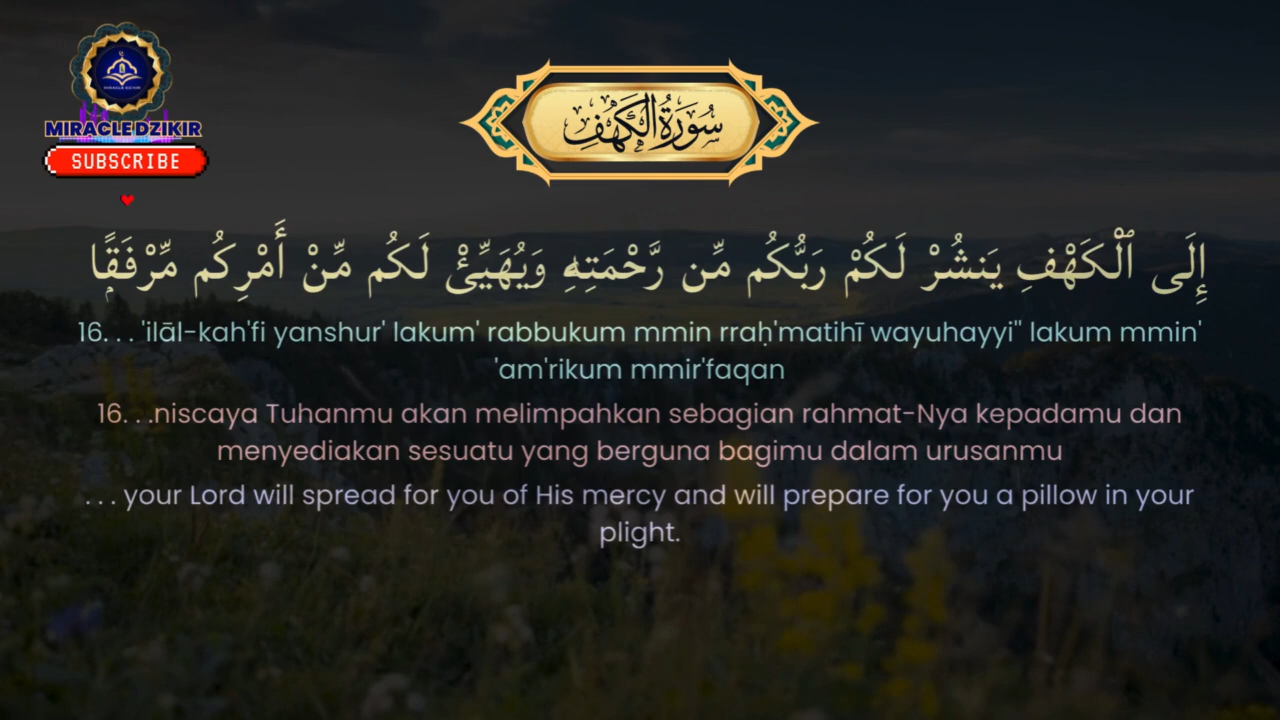 MIRACLE DZIKIR
MIRACLE DZIKIR
SUBSCRIBE
سُورَةُ الْكَهْفِ
إِلَى ٱلْكَهْفِ يَنشُرْ لَكُمْ رَبُّكُم مِّن رَّحْمَتِهِۦ وَيُهَيِّئْ لَكُم مِّنْ أَمْرِكُم مِّرْفَقًۭا
16. . . 'ilāl-kah'fi yanshur' lakum' rabbukum mmin rraḥ'matihī wayuhayyi'' lakum mmin'
'am'rikum mmir'faqan
16. . .niscaya Tuhanmu akan melimpahkan sebagian rahmat-Nya kepadamu dan
menyediakan sesuatu yang berguna bagimu dalam urusanmu
. . . your Lord will spread for you of His mercy and will prepare for you a pillow in your
plight.